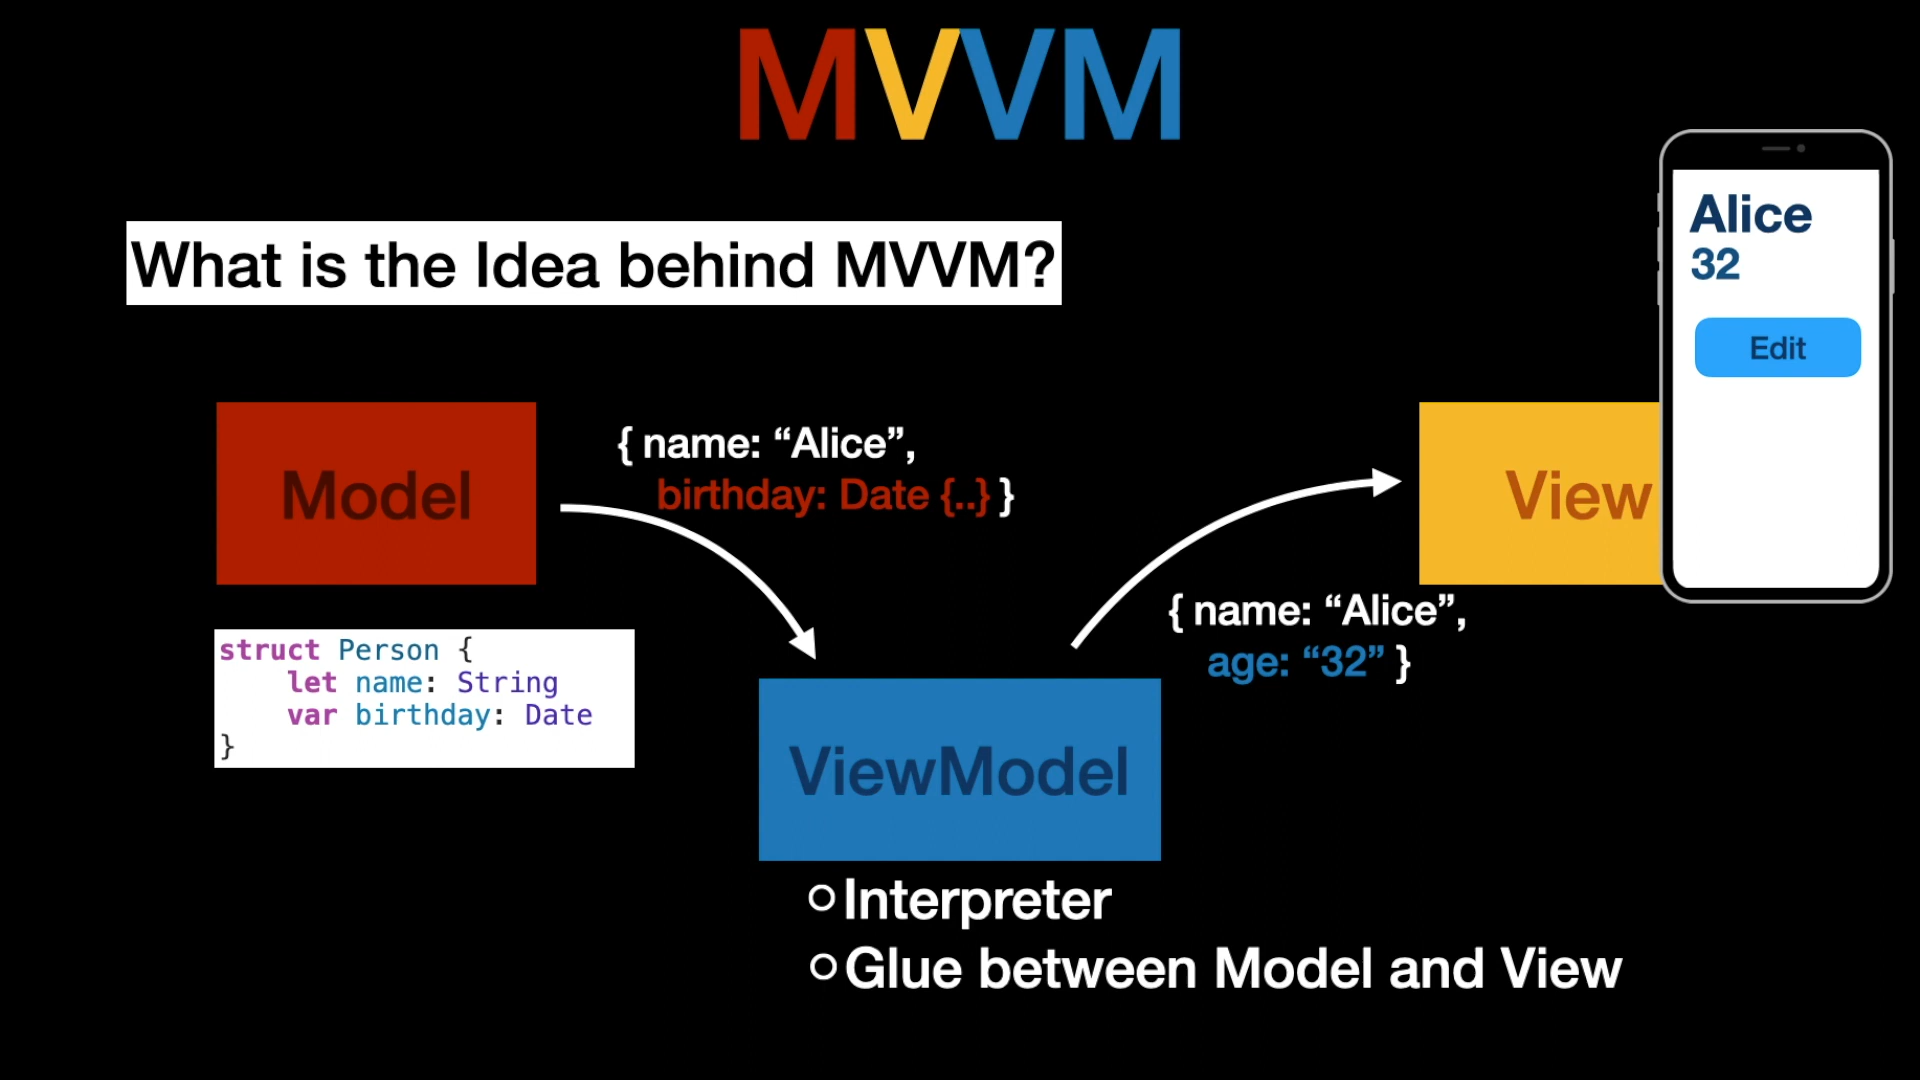 MVVM
What is the Idea behind MVVM?
Alice
32
Edit
Model
{ name: “Alice”,
birthday: Date {..} }
View
struct Person {
let name: String
var birthday: Date
}
{ name: “Alice”,
age: “32” }
ViewModel
Interpreter
Glue between Model and View